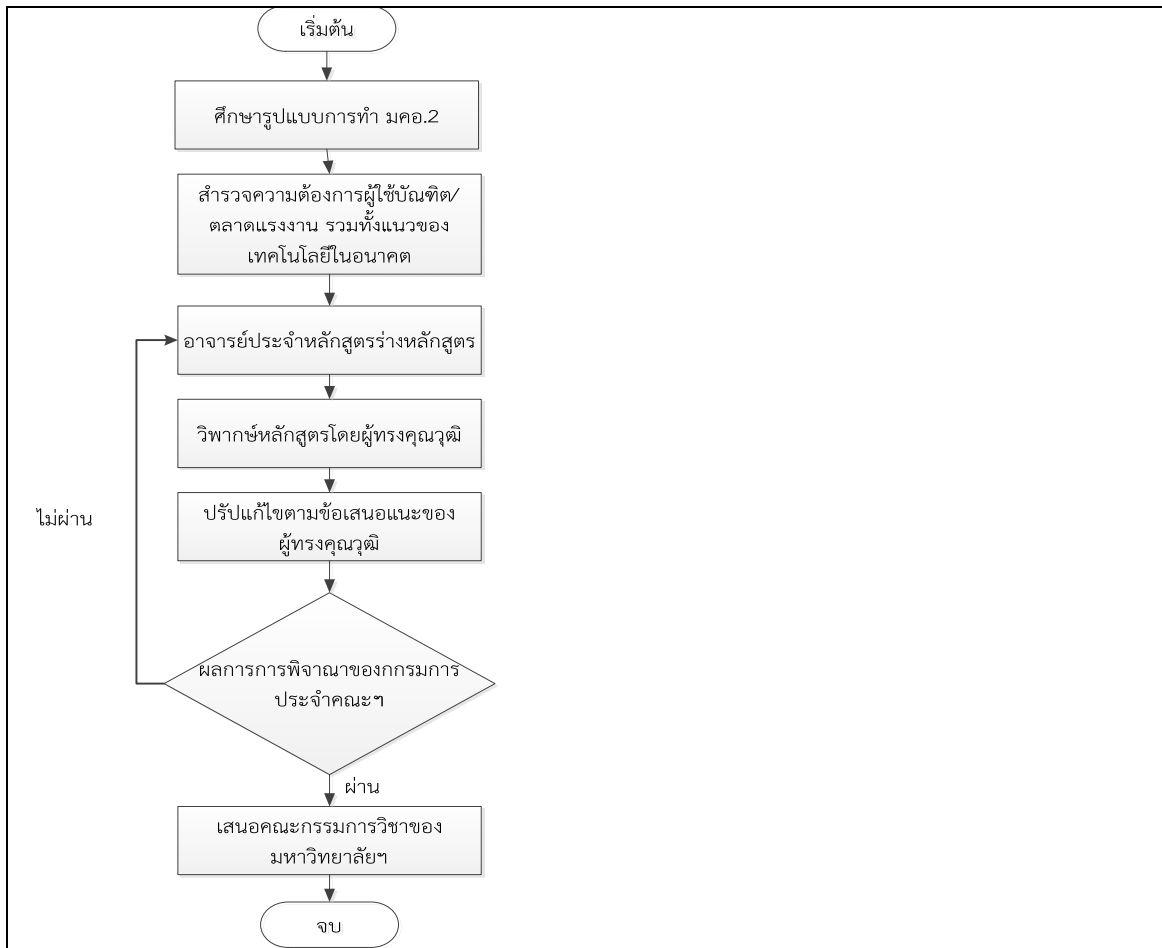 เริ่มต้น
ศึกษารูปแบบการทำ มคอ.2
สำรวจความต้องการผู้ใช้บัณฑิต/
ตลาดแรงงาน รวมทั้งแนวของ
เทคโนโลยีในอนาคต
อาจารย์ประจำหลักสูตรร่างหลักสูตร
วิพากษ์หลักสูตรโดยผู้ทรงคุณวุฒิ
ปรัปแก้ไขตามข้อเสนอแนะของ
ผู้ทรงคุณวุฒิ
ไม่ผ่าน
ผลการการพิจาณาของกกรมการ
ประจำคณะฯ
ผ่าน
เสนอคณะกรรมการวิชาของ
มหาวิทยาลัยฯ
จบ